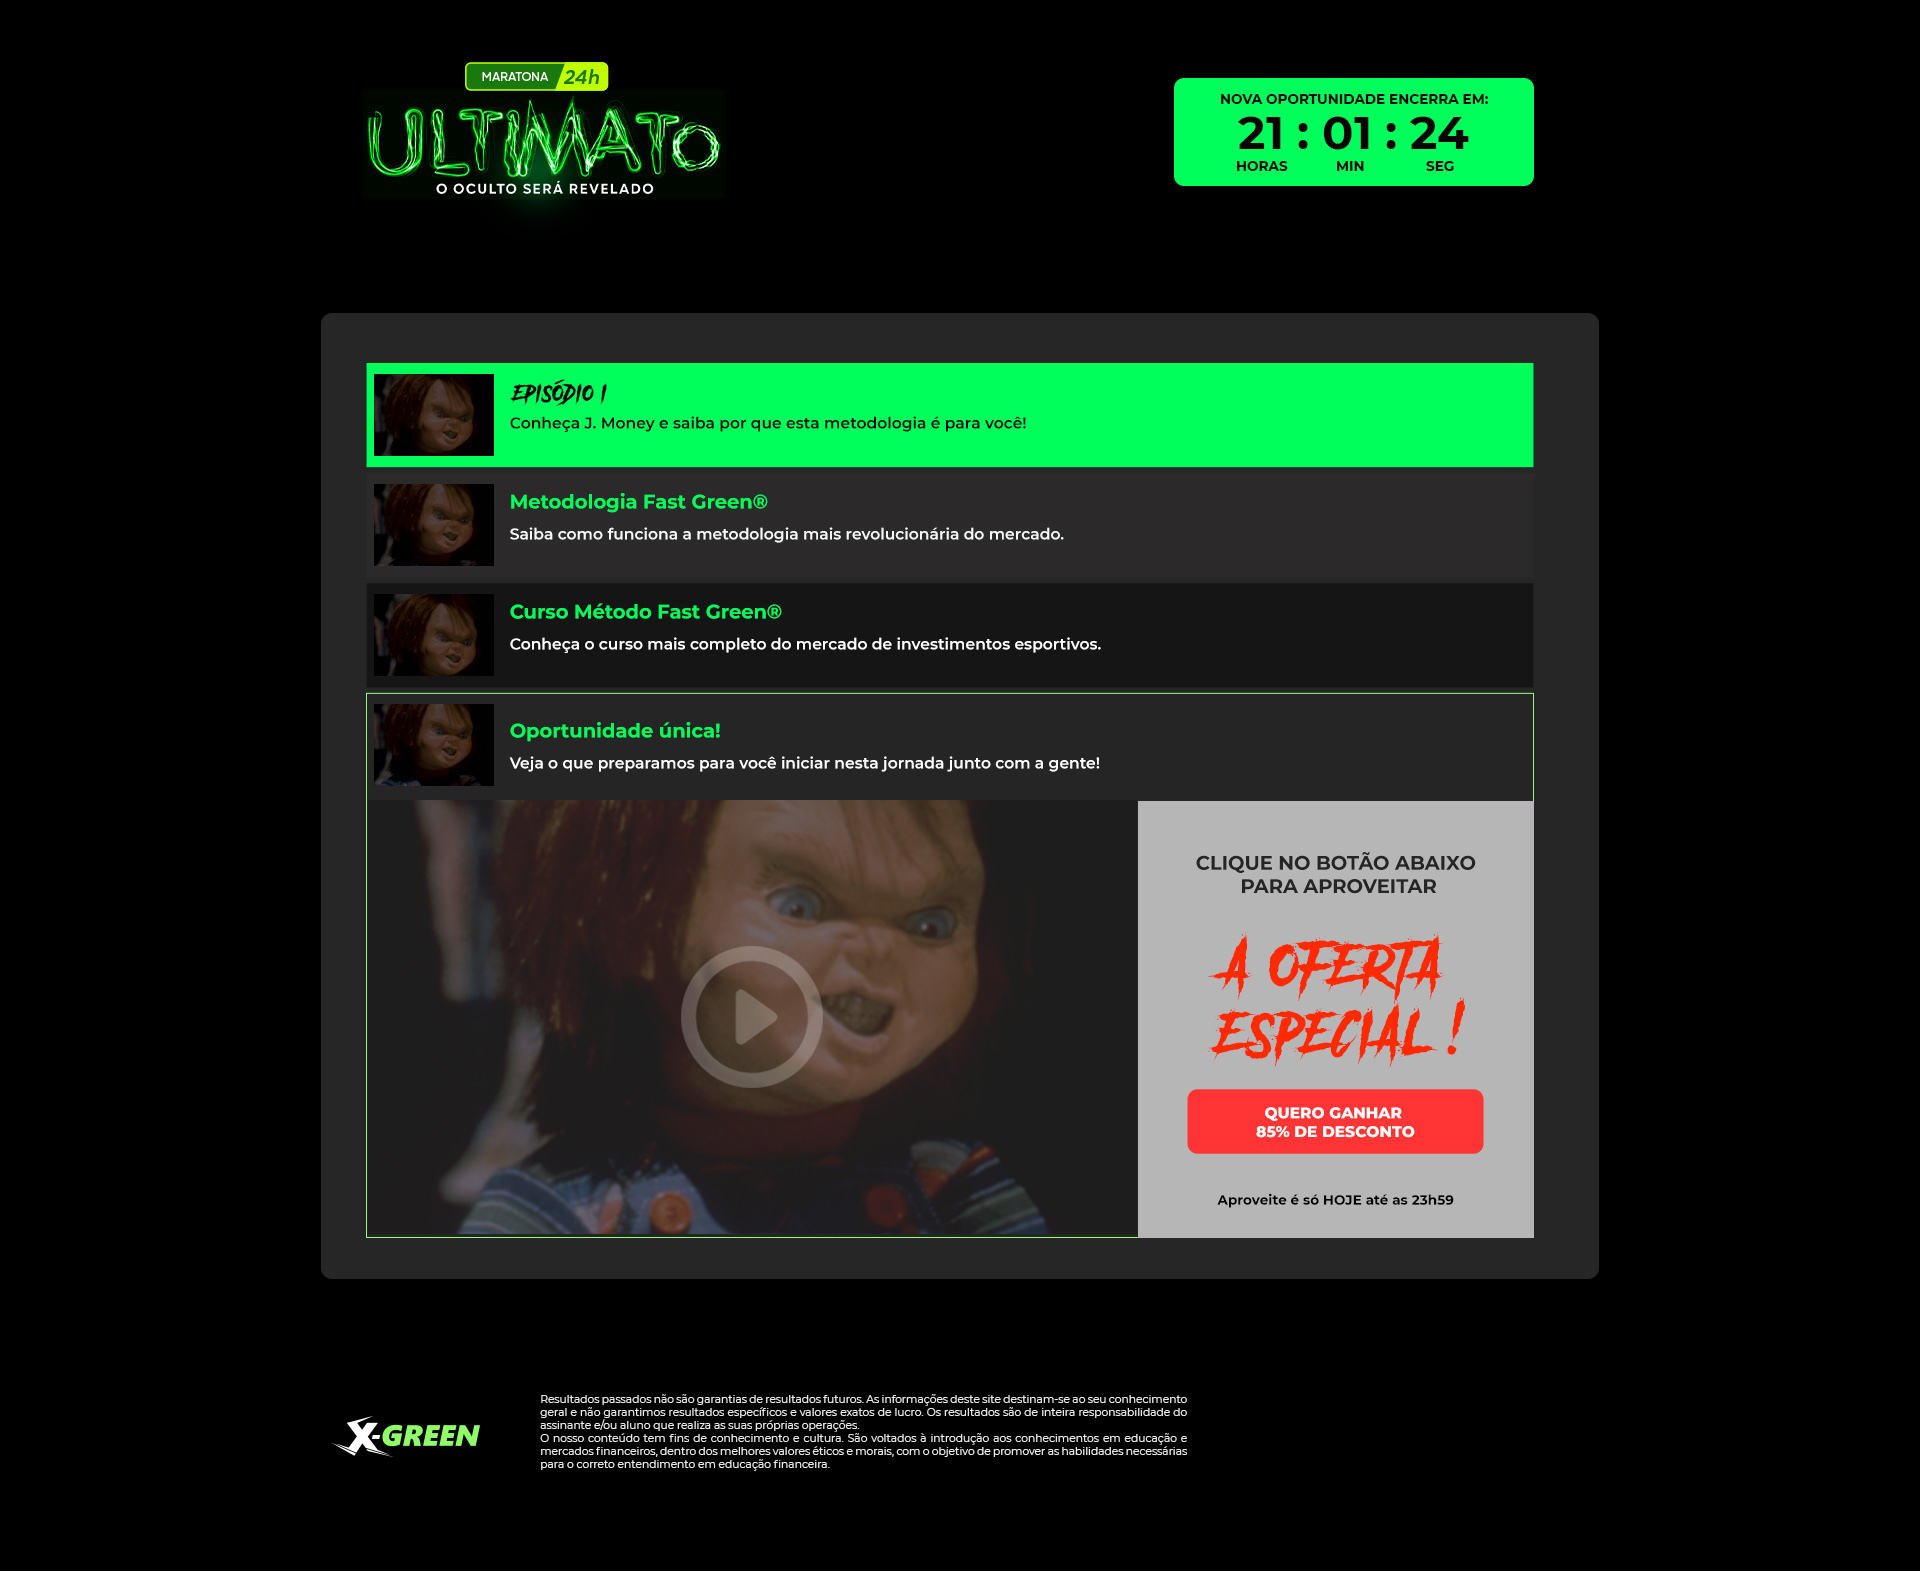 MARATONA 24h
ULTIMATO
O OCULTO SERÁ REVELADO
NOVA OPORTUNIDADE ENCERRA EM:
21 : 01 : 24
HORAS MIN SEG
EPISÓDIO 1
Conheça J. Money e saiba por que esta metodologia é para você!
Metodologia Fast Green®
Saiba como funciona a metodologia mais revolucionária do mercado.
Curso Método Fast Green®
Conheça o curso mais completo do mercado de investimentos esportivos.
Oportunidade única!
Veja o que preparamos para você iniciar nesta jornada junto com a gente!
CLIQUE NO BOTÃO ABAIXO
PARA APROVEITAR
A OFERTA
ESPECIAL!
QUERO GANHAR
85% DE DESCONTO
Aproveite é só HOJE até as 23h59
X-GREEN
Resultados passados não são garantias de resultados futuros. As informações deste site destinam-se ao seu conhecimento
geral e não garantimos resultados específicos e valores exatos de lucro. Os resultados são de inteira responsabilidade do
assinante e/ou aluno que realiza as suas próprias operações.
O nosso conteúdo tem fins de conhecimento e cultura. São voltados à introdução aos conhecimentos em educação e
mercados financeiros, dentro dos melhores valores éticos e morais, com o objetivo de promover as habilidades necessárias
para o correto entendimento em educação financeira.